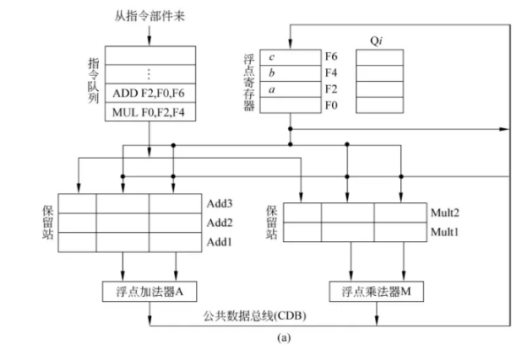 从指令部件来
指令队列
⋮
ADD F2,F0,F6
MUL F0,F2,F4
浮点寄存器
c F6
b F4
a F2
F0
Qi
保留站
Add3
Add2
Add1
保留站
Mult2
Mult1
浮点加法器A
浮点乘法器M
公共数据总线(CDB)
(a)